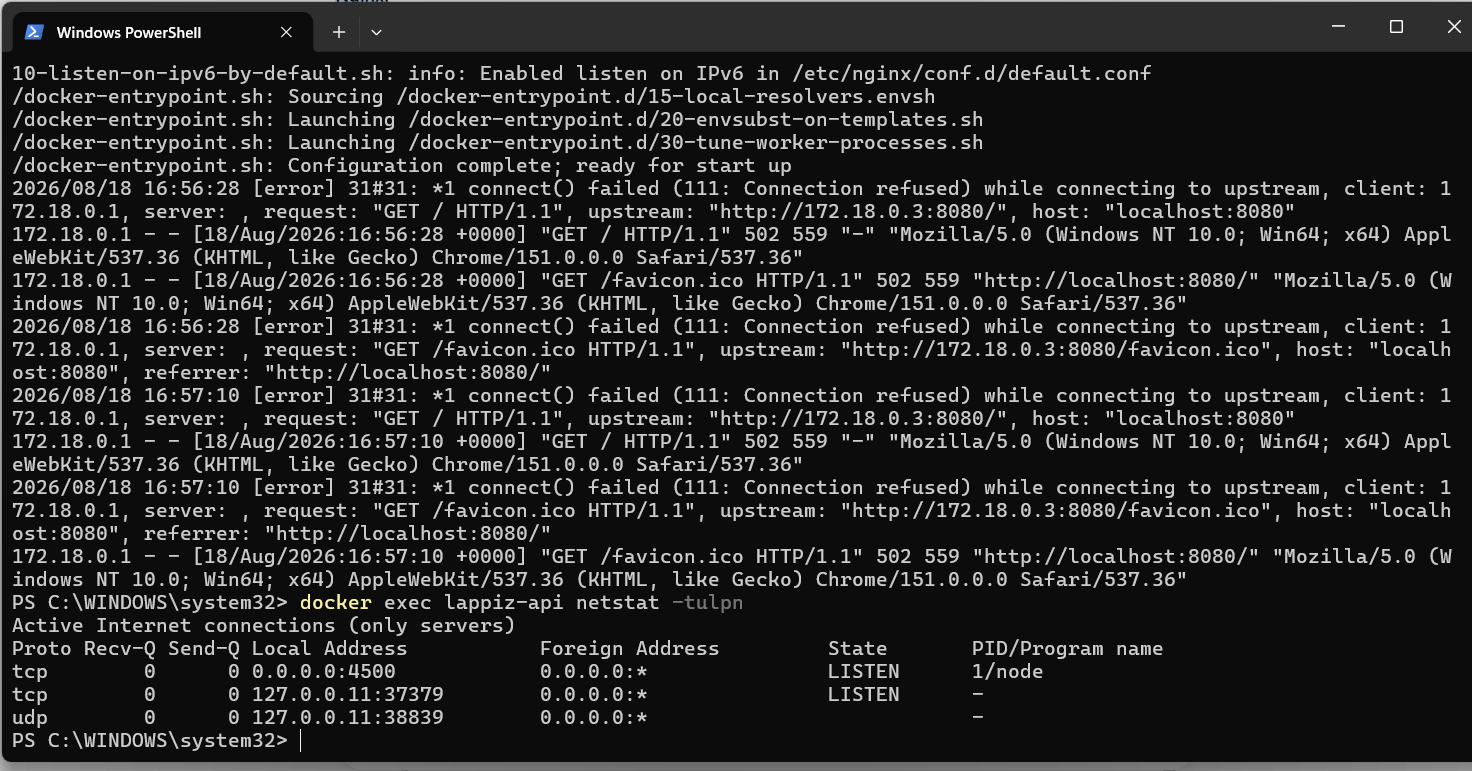 Windows PowerShell
10-listen-on-ipv6-by-default.sh: info: Enabled listen on IPv6 in /etc/nginx/conf.d/default.conf
/docker-entrypoint.sh: Sourcing /docker-entrypoint.d/15-local-resolvers.envsh
/docker-entrypoint.sh: Launching /docker-entrypoint.d/20-envsubst-on-templates.sh
/docker-entrypoint.sh: Launching /docker-entrypoint.d/30-tune-worker-processes.sh
/docker-entrypoint.sh: Configuration complete; ready for start up
2026/08/18 16:56:28 [error] 31#31: *1 connect() failed (111: Connection refused) while connecting to upstream, client: 1
72.18.0.1, server: , request: "GET / HTTP/1.1", upstream: "http://172.18.0.3:8080/", host: "localhost:8080"
172.18.0.1 - - [18/Aug/2026:16:56:28 +0000] "GET / HTTP/1.1" 502 559 "-" "Mozilla/5.0 (Windows NT 10.0; Win64; x64) Appl
eWebKit/537.36 (KHTML, like Gecko) Chrome/151.0.0.0 Safari/537.36"
172.18.0.1 - - [18/Aug/2026:16:56:28 +0000] "GET /favicon.ico HTTP/1.1" 502 559 "http://localhost:8080/" "Mozilla/5.0 (W
indows NT 10.0; Win64; x64) AppleWebKit/537.36 (KHTML, like Gecko) Chrome/151.0.0.0 Safari/537.36"
2026/08/18 16:56:28 [error] 31#31: *1 connect() failed (111: Connection refused) while connecting to upstream, client: 1
72.18.0.1, server: , request: "GET /favicon.ico HTTP/1.1", upstream: "http://172.18.0.3:8080/favicon.ico", host: "localh
ost:8080", referrer: "http://localhost:8080/"
2026/08/18 16:57:10 [error] 31#31: *1 connect() failed (111: Connection refused) while connecting to upstream, client: 1
72.18.0.1, server: , request: "GET / HTTP/1.1", upstream: "http://172.18.0.3:8080/", host: "localhost:8080"
172.18.0.1 - - [18/Aug/2026:16:57:10 +0000] "GET / HTTP/1.1" 502 559 "-" "Mozilla/5.0 (Windows NT 10.0; Win64; x64) Appl
eWebKit/537.36 (KHTML, like Gecko) Chrome/151.0.0.0 Safari/537.36"
2026/08/18 16:57:10 [error] 31#31: *1 connect() failed (111: Connection refused) while connecting to upstream, client: 1
72.18.0.1, server: , request: "GET /favicon.ico HTTP/1.1", upstream: "http://172.18.0.3:8080/favicon.ico", host: "localh
ost:8080", referrer: "http://localhost:8080/"
172.18.0.1 - - [18/Aug/2026:16:57:10 +0000] "GET /favicon.ico HTTP/1.1" 502 559 "http://localhost:8080/" "Mozilla/5.0 (W
indows NT 10.0; Win64; x64) AppleWebKit/537.36 (KHTML, like Gecko) Chrome/151.0.0.0 Safari/537.36"
PS C:\WINDOWS\system32> docker exec lappiz-api netstat -tulpn
Active Internet connections (only servers)
Proto Recv-Q Send-Q Local Address           Foreign Address         State       PID/Program name
tcp        0      0 0.0.0.0:4500            0.0.0.0:*               LISTEN      1/node
tcp        0      0 127.0.0.11:37379        0.0.0.0:*               LISTEN      -
udp        0      0 127.0.0.11:38839        0.0.0.0:*                           -
PS C:\WINDOWS\system32>